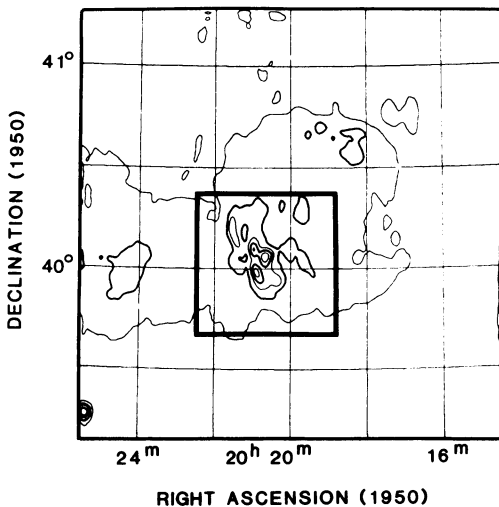 41°
40°
DECLINATION (1950)
24ᵐ
20ʰ 20ᵐ
16ᵐ
RIGHT ASCENSION (1950)